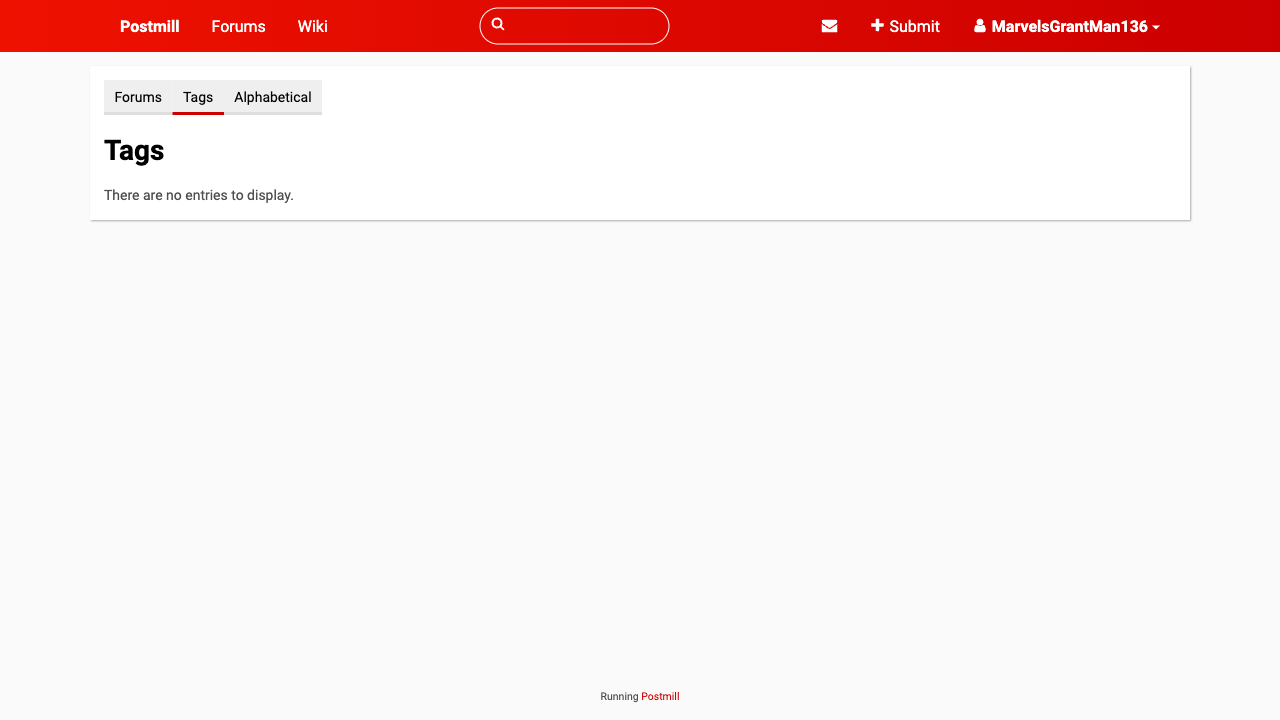 Postmill Forums Wiki Submit MarvelsGrantMan136
Forums Tags Alphabetical
Tags
There are no entries to display.
Running Postmill